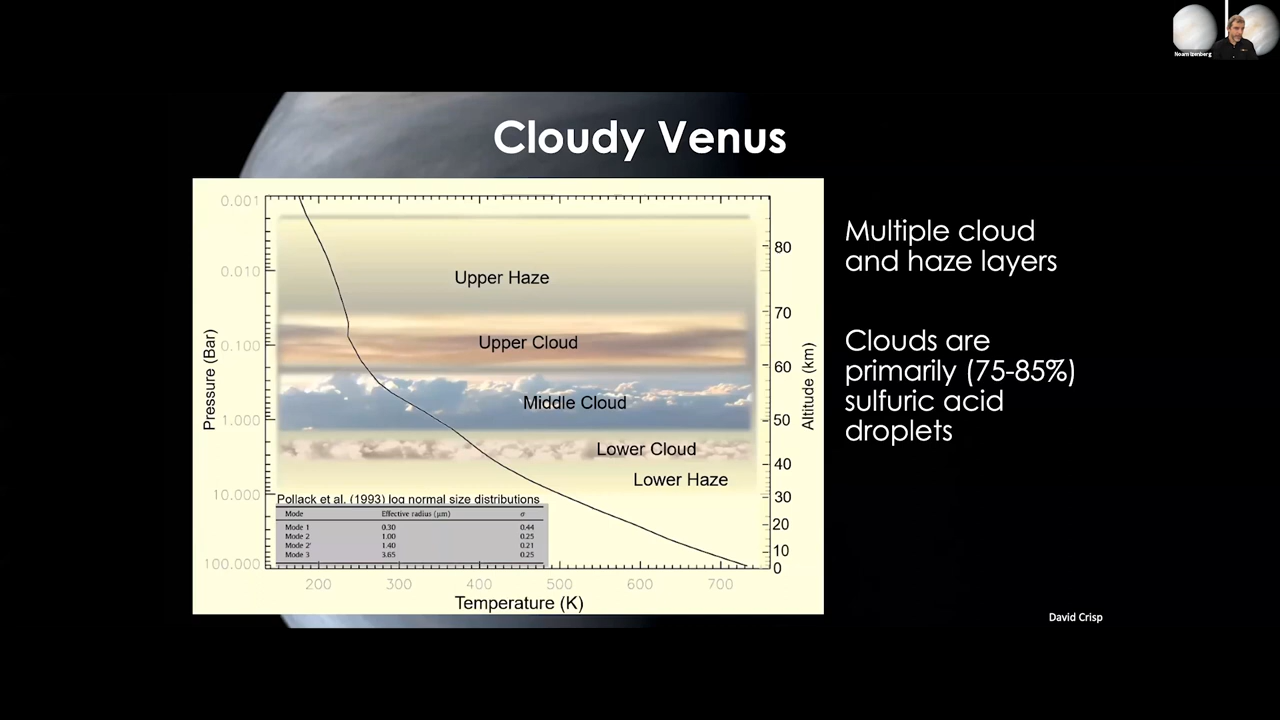 Noam Izenberg
Cloudy Venus
0.001
0.010
0.100
1.000
10.000
100.000
Pressure (Bar)
Upper Haze
Upper Cloud
Middle Cloud
Lower Cloud
Lower Haze
80
70
60
50
40
30
20
10
0
Altitude (km)
Pollack et al. (1993) log normal size distributions
Mode Effective radius (μm) σ
Mode 1 0.30 0.44
Mode 2 1.00 0.25
Mode 2' 1.40 0.21
Mode 3 3.65 0.25
200 300 400 500 600 700
Temperature (K)
Multiple cloud
and haze layers
Clouds are
primarily (75-85%)
sulfuric acid
droplets
David Crisp